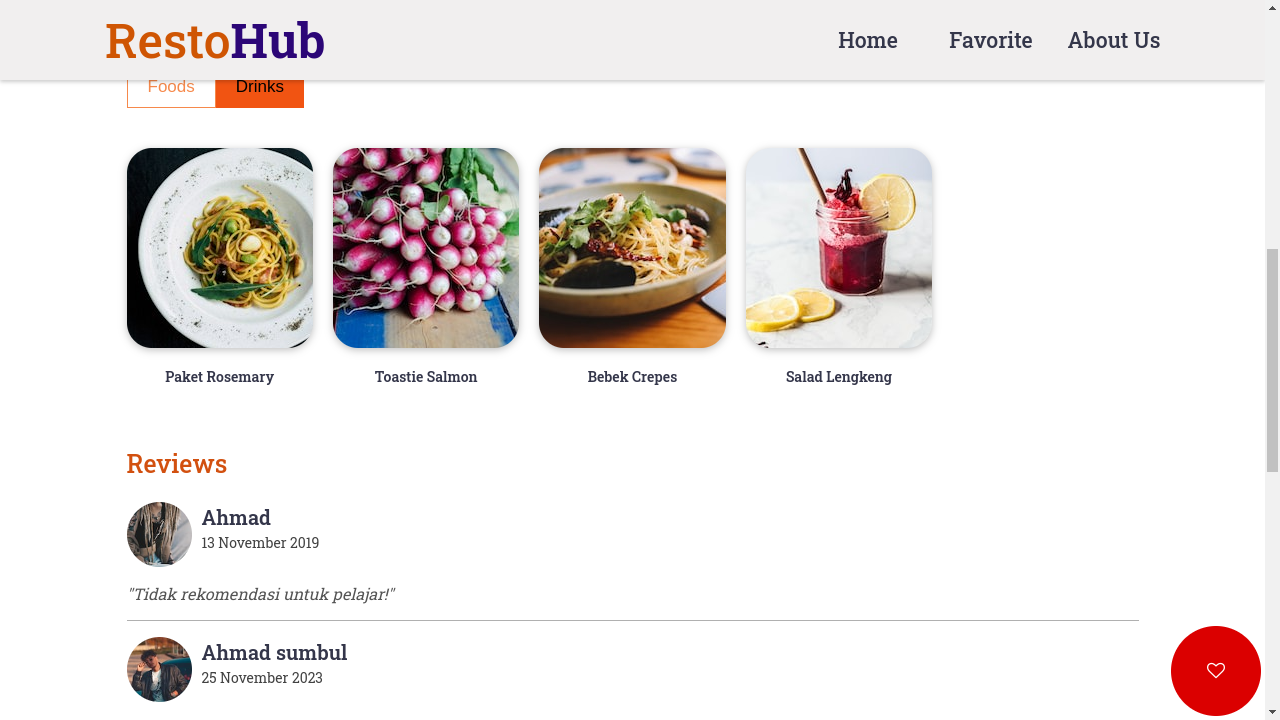 RestoHub
Home Favorite About Us
Foods Drinks
Paket Rosemary
Toastie Salmon
Bebek Crepes
Salad Lengkeng
Reviews
Ahmad
13 November 2019
"Tidak rekomendasi untuk pelajar!"
Ahmad sumbul
25 November 2023